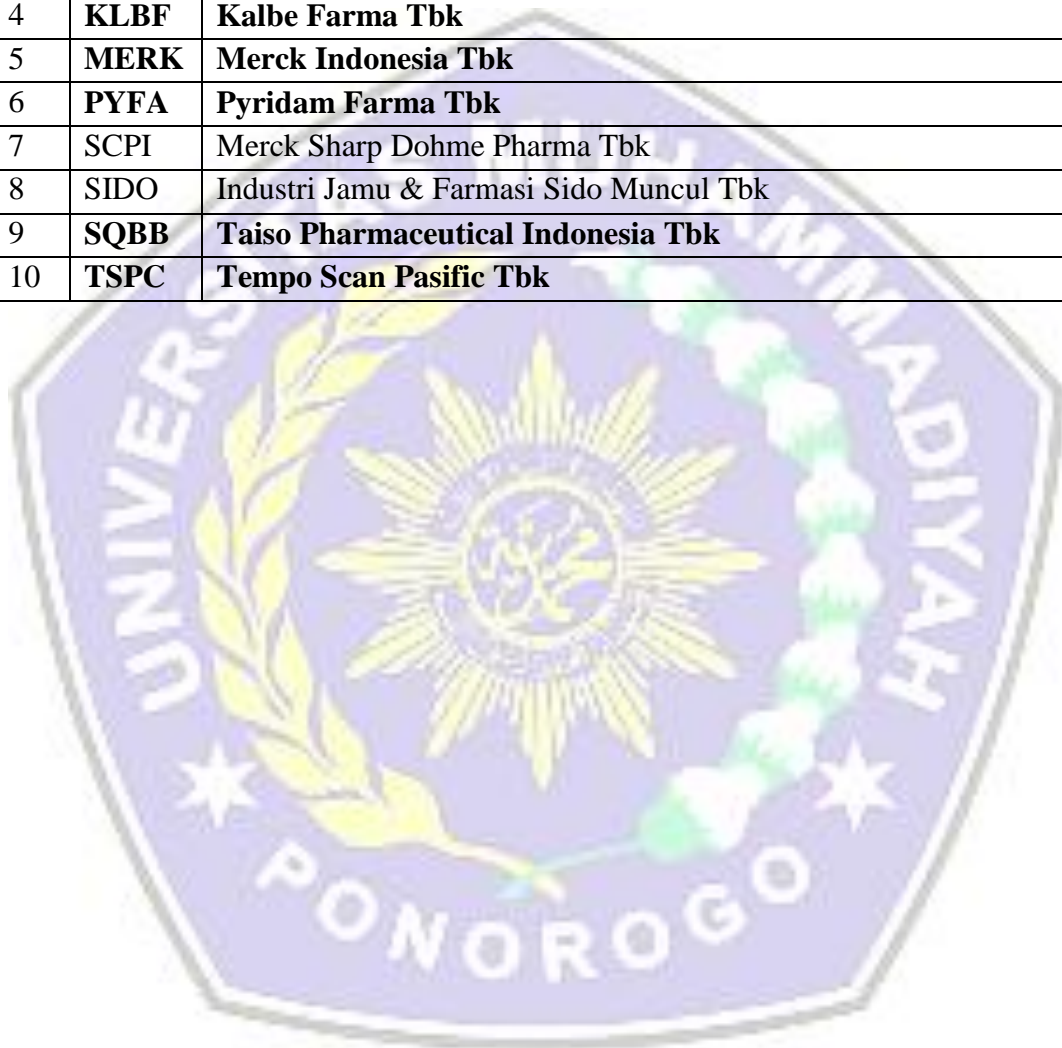 4 KLBF Kalbe Farma Tbk
5 MERK Merck Indonesia Tbk
6 PYFA Pyridam Farma Tbk
7 SCPI Merck Sharp Dohme Pharma Tbk
8 SIDO Industri Jamu & Farmasi Sido Muncul Tbk
9 SQBB Taiso Pharmaceutical Indonesia Tbk
10 TSPC Tempo Scan Pasific Tbk
UNIVERSITAS MUHAMMADIYAH
PONOROGO